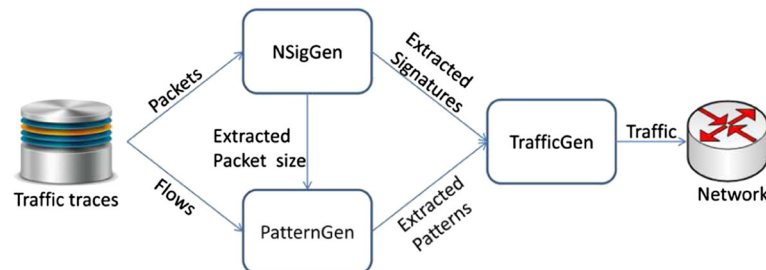 Traffic traces
Packets
Flows
NSigGen
Extracted
Packet size
PatternGen
Extracted
Signatures
Extracted
Patterns
TrafficGen
Traffic
Network